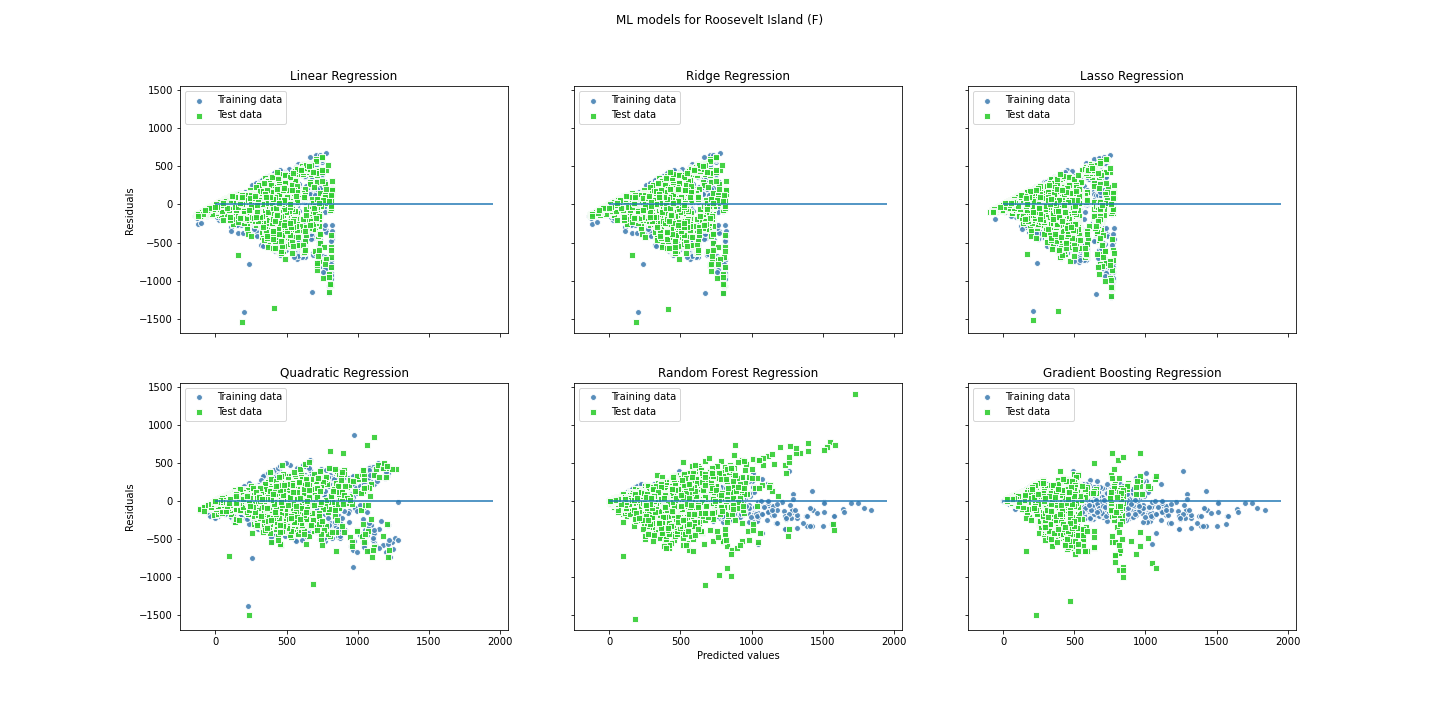 ML models for Roosevelt Island (F)
Linear Regression
Ridge Regression
Lasso Regression
1500
1000
500
0
−500
−1000
−1500
Residuals
Training data
Test data
Training data
Test data
Training data
Test data
Quadratic Regression
Random Forest Regression
Gradient Boosting Regression
1500
1000
500
0
−500
−1000
−1500
Residuals
Training data
Test data
Training data
Test data
Training data
Test data
0 500 1000 1500 2000
0 500 1000 1500 2000
0 500 1000 1500 2000
Predicted values